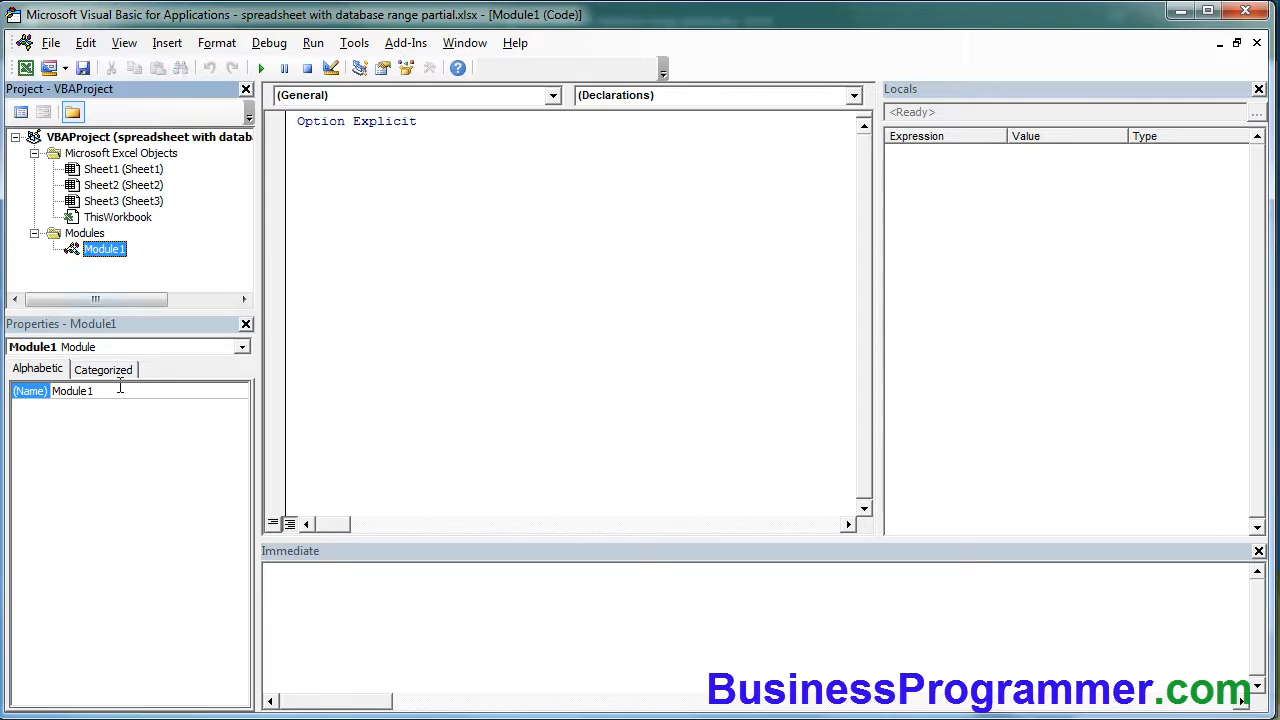 Microsoft Visual Basic for Applications - spreadsheet with database range partial.xlsx - [Module1 (Code)]
File Edit View Insert Format Debug Run Tools Add-Ins Window Help
Project - VBAProject
VBAProject (spreadsheet with datab
Microsoft Excel Objects
Sheet1 (Sheet1)
Sheet2 (Sheet2)
Sheet3 (Sheet3)
ThisWorkbook
Modules
Module1
Properties - Module1
Module1 Module
Alphabetic Categorized
(Name) Module1
(General) (Declarations)
Option Explicit
Locals
<Ready>
Expression Value Type
Immediate
BusinessProgrammer.com